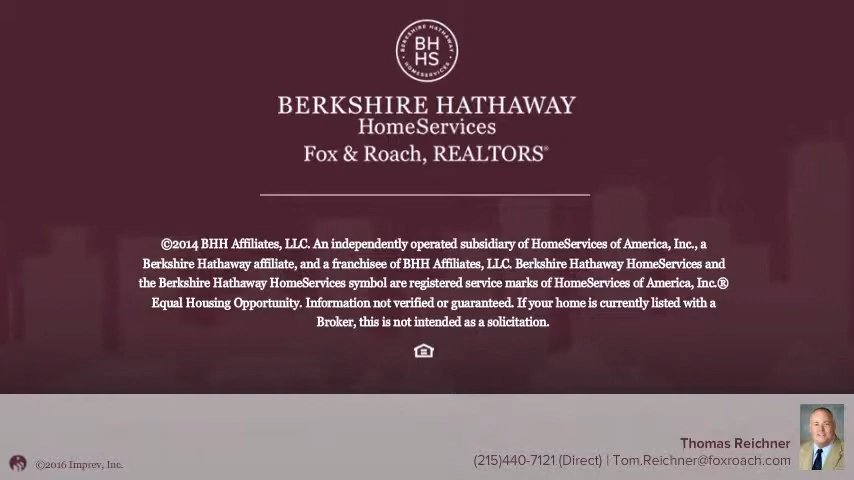 BERKSHIRE HATHAWAY
HOMESERVICES
BH
HS
BERKSHIRE HATHAWAY
HomeServices
Fox & Roach, REALTORS®
©2014 BHH Affiliates, LLC. An independently operated subsidiary of HomeServices of America, Inc., a
Berkshire Hathaway affiliate, and a franchisee of BHH Affiliates, LLC. Berkshire Hathaway HomeServices and
the Berkshire Hathaway HomeServices symbol are registered service marks of HomeServices of America, Inc.®
Equal Housing Opportunity. Information not verified or guaranteed. If your home is currently listed with a
Broker, this is not intended as a solicitation.
Thomas Reichner
(215)440-7121 (Direct) | Tom.Reichner@foxroach.com
©2016 Imprev, Inc.